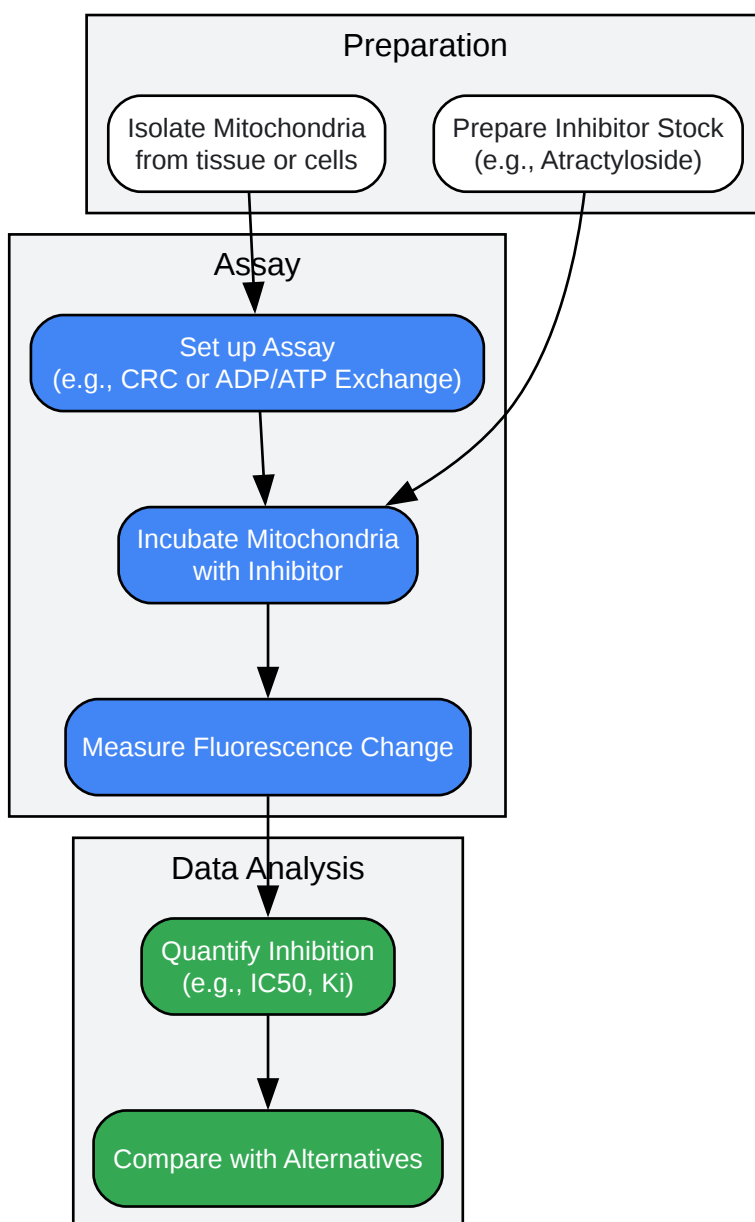 Preparation
Isolate Mitochondria
from tissue or cells
Prepare Inhibitor Stock
(e.g., Atractyloside)
Assay
Set up Assay
(e.g., CRC or ADP/ATP Exchange)
Incubate Mitochondria
with Inhibitor
Measure Fluorescence Change
Data Analysis
Quantify Inhibition
(e.g., IC50, Ki)
Compare with Alternatives